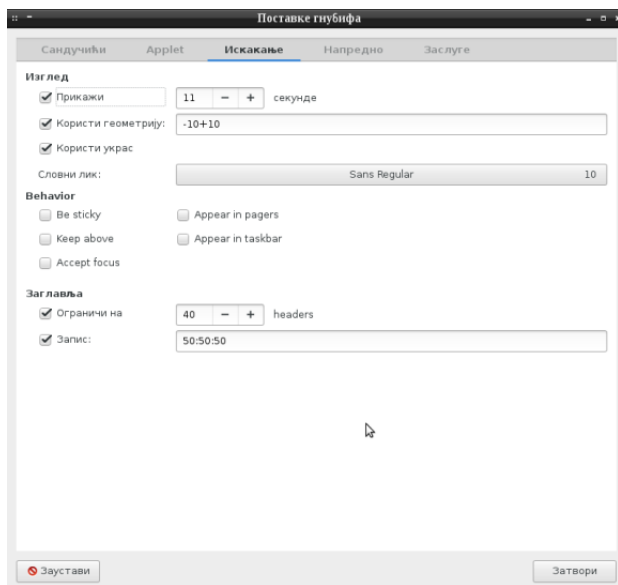 Поставке гнубифа
Сандучићи Applet Искакање Напредно Заслуге
Изглед
Прикажи 11 − + секунде
Користи геометрију: -10+10
Користи украс
Словни лик: Sans Regular 10
Behavior
Be sticky Appear in pagers
Keep above Appear in taskbar
Accept focus
Заглавља
Ограничи на 40 − + headers
Запис: 50:50:50
Заустави Затвори